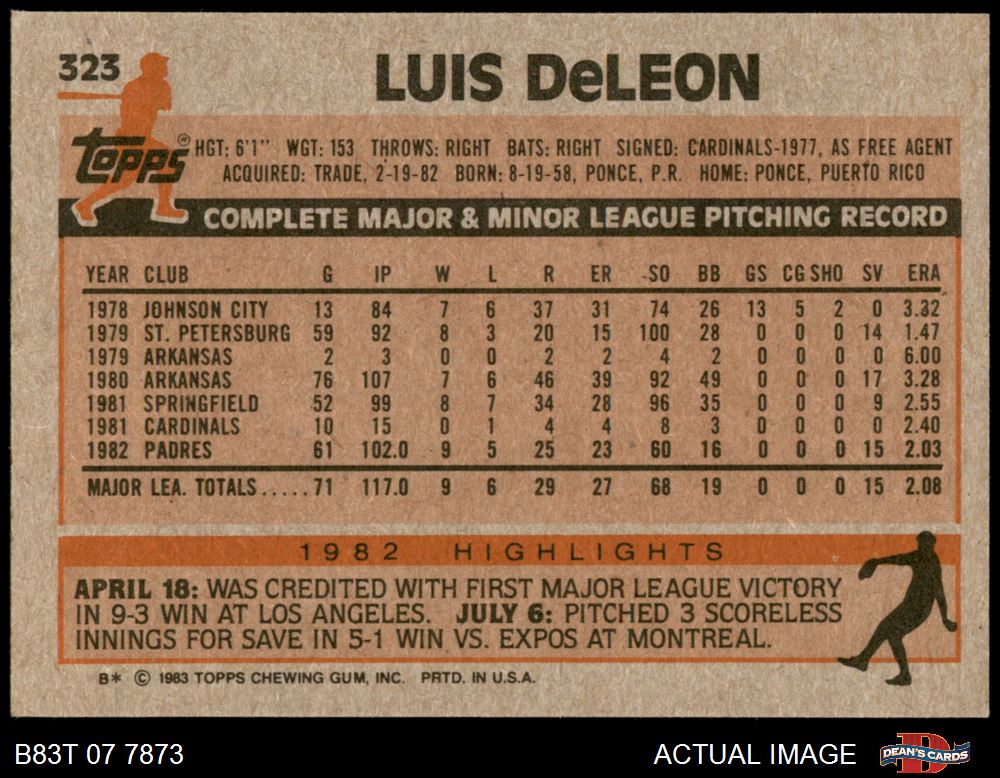 323
LUIS DeLEON
Topps®
HGT: 6'1" WGT: 153 THROWS: RIGHT BATS: RIGHT SIGNED: CARDINALS-1977, AS FREE AGENT
ACQUIRED: TRADE, 2-19-82 BORN: 8-19-58, PONCE, P.R. HOME: PONCE, PUERTO RICO
COMPLETE MAJOR & MINOR LEAGUE PITCHING RECORD
YEAR CLUB G IP W L R ER SO BB GS CG SHO SV ERA
1978 JOHNSON CITY 13 84 7 6 37 31 74 26 13 5 2 0 3.32
1979 ST. PETERSBURG 59 92 8 3 20 15 100 28 0 0 0 14 1.47
1979 ARKANSAS 2 3 0 0 2 2 4 2 0 0 0 0 6.00
1980 ARKANSAS 76 107 7 6 46 39 92 49 0 0 0 17 3.28
1981 SPRINGFIELD 52 99 8 7 34 28 96 35 0 0 0 9 2.55
1981 CARDINALS 10 15 0 1 4 4 8 3 0 0 0 0 2.40
1982 PADRES 61 102.0 9 5 25 23 60 16 0 0 0 15 2.03
MAJOR LEA. TOTALS.....71 117.0 9 6 29 27 68 19 0 0 0 15 2.08
1982 HIGHLIGHTS
APRIL 18: WAS CREDITED WITH FIRST MAJOR LEAGUE VICTORY
IN 9-3 WIN AT LOS ANGELES. JULY 6: PITCHED 3 SCORELESS
INNINGS FOR SAVE IN 5-1 WIN VS. EXPOS AT MONTREAL.
B* © 1983 TOPPS CHEWING GUM, INC. PRTD. IN U.S.A.
B83T 07 7873
ACTUAL IMAGE
D
DEAN'S CARDS